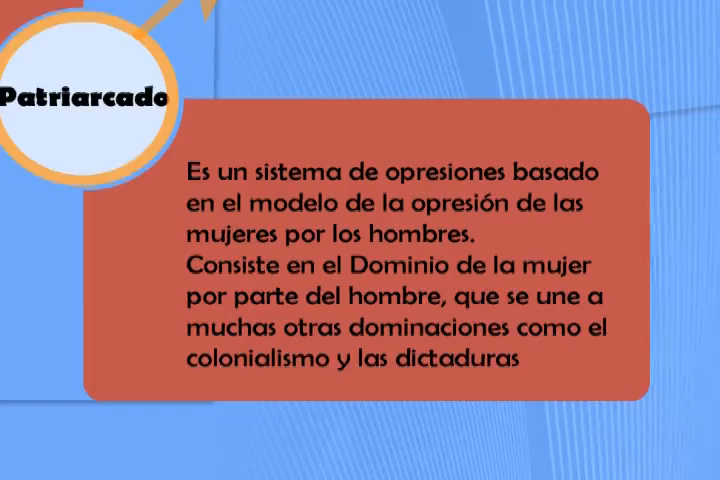 Patriarcado
Es un sistema de opresiones basado
en el modelo de la opresión de las
mujeres por los hombres.
Consiste en el Dominio de la mujer
por parte del hombre, que se une a
muchas otras dominaciones como el
colonialismo y las dictaduras